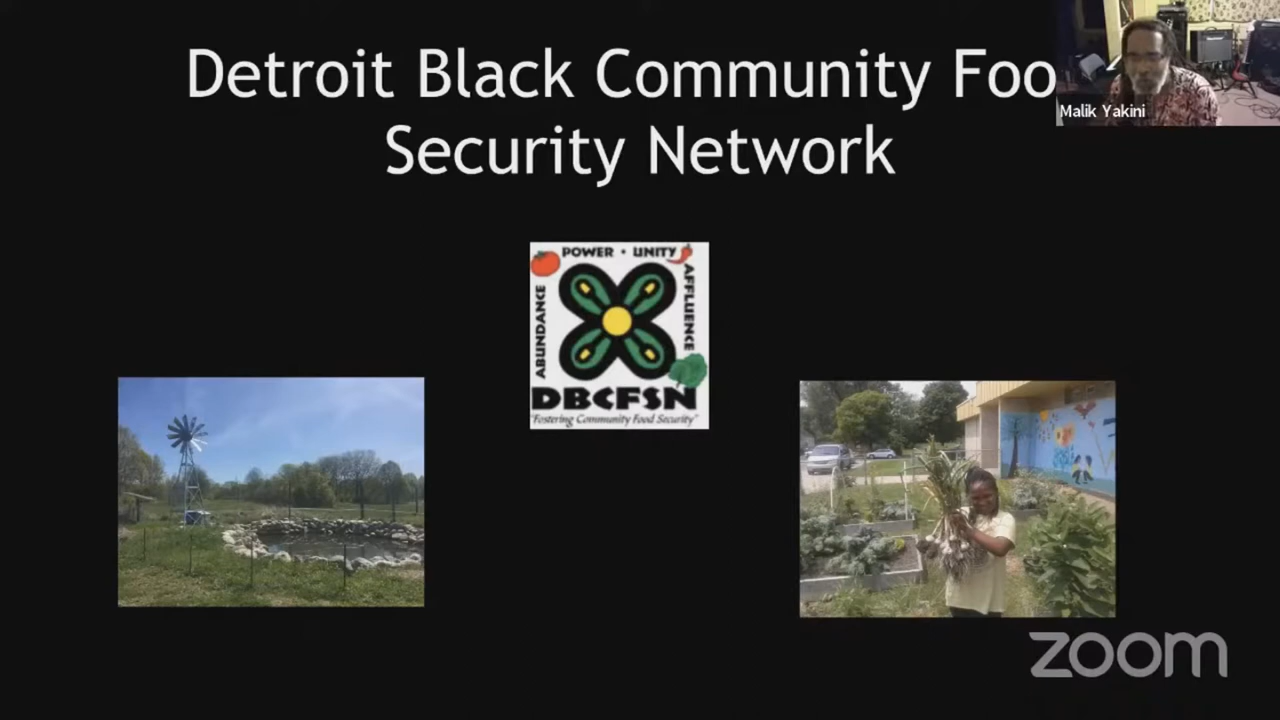 Detroit Black Community Foo
Security Network
Malik Yakini
POWER · UNITY
AFFLUENCE
ABUNDANCE
DBCFSN
"Fostering Community Food Security"
zoom